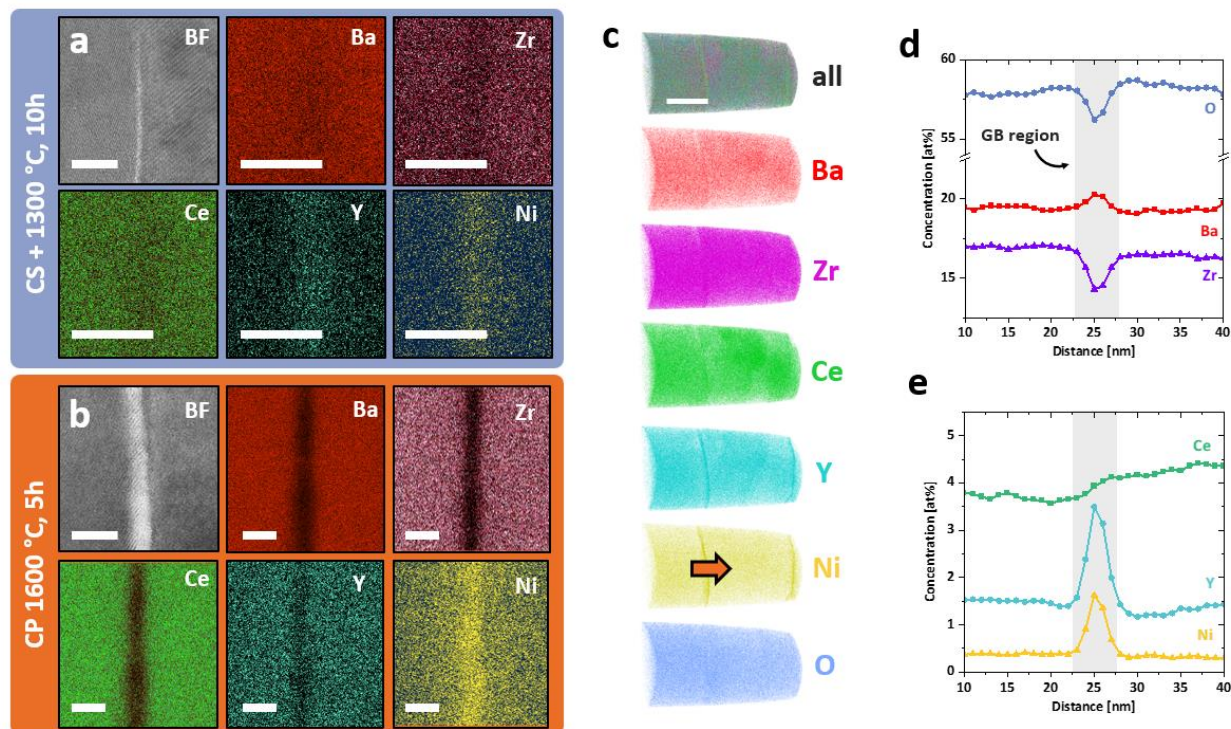 a
CS + 1300 °C, 10h
BF
Ba
Zr
Ce
Y
Ni
b
CP 1600 °C, 5h
BF
Ba
Zr
Ce
Y
Ni
c
all
Ba
Zr
Ce
Y
Ni
O
d
60
55
20
15
Concentration [at%]
O
GB region
Ba
Zr
10 15 20 25 30 35 40
Distance [nm]
e
5
4
3
2
1
0
Concentration [at%]
Ce
Y
Ni
10 15 20 25 30 35 40
Distance [nm]